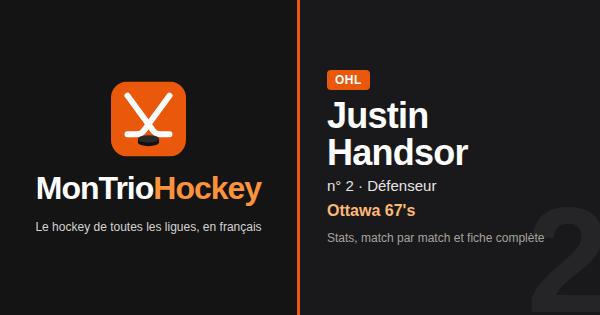 MonTrioHockey
Le hockey de toutes les ligues, en français
OHL
Justin
Handsor
n° 2 · Défenseur
Ottawa 67's
Stats, match par match et fiche complète
2